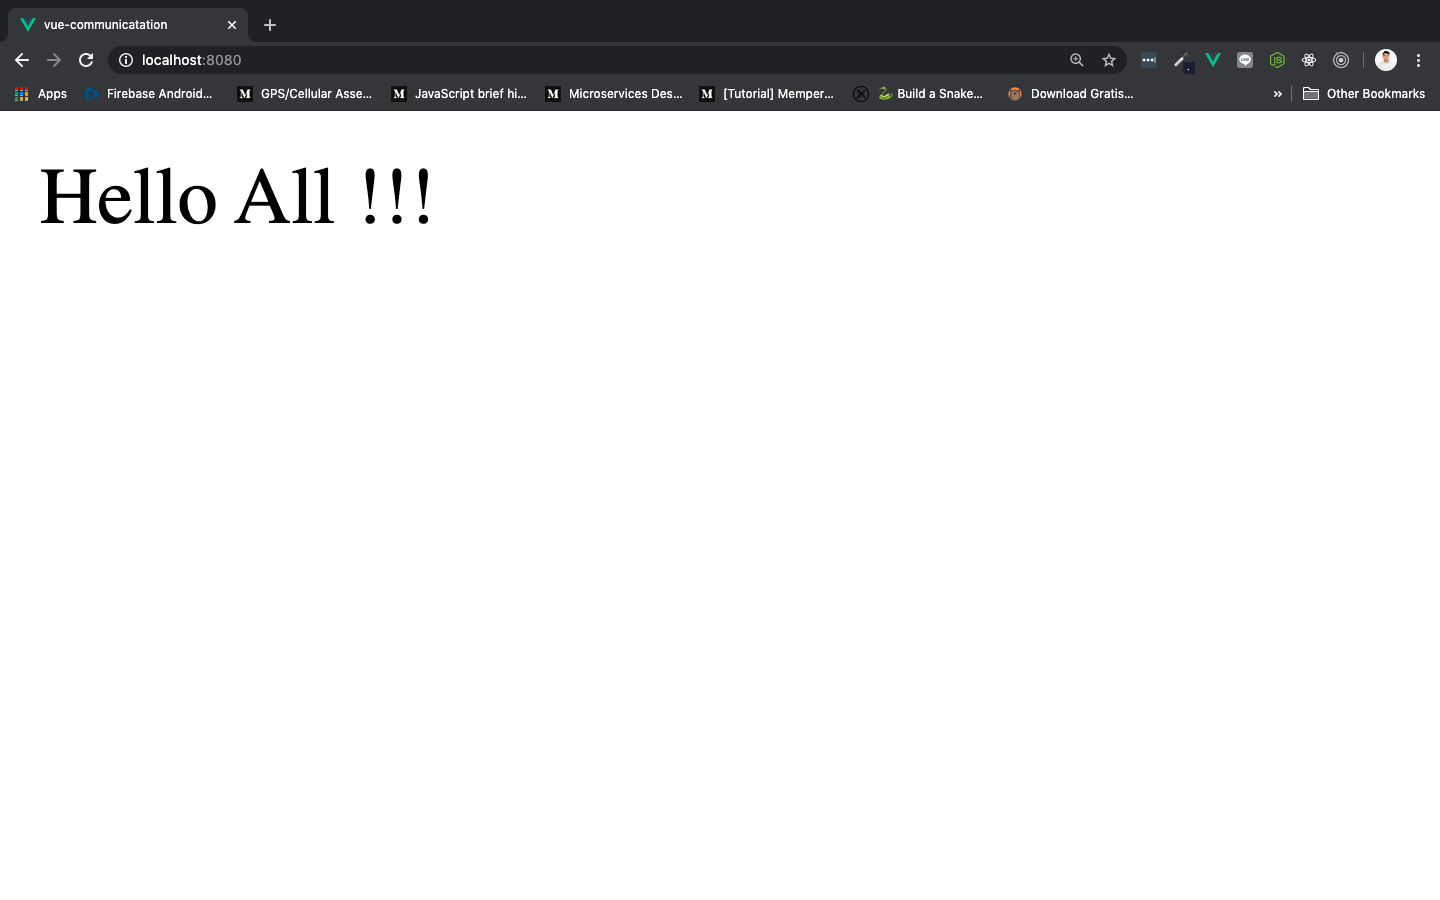 vue-communicatation
localhost:8080
Apps Firebase Android... GPS/Cellular Asse... JavaScript brief hi... Microservices Des... [Tutorial] Memper... Build a Snake... Download Gratis... » Other Bookmarks
Hello All !!!